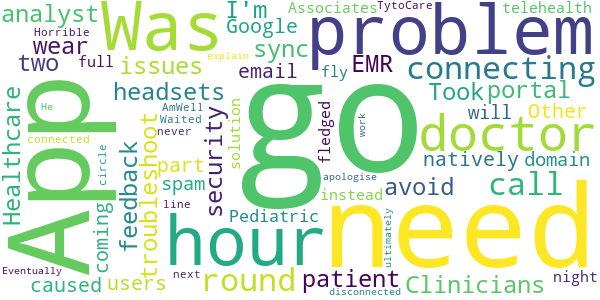 analyst
Was
I'm
Google
Associates
TytoCare
telehealth
Horrible
wear
two
full
explain
sync
problem
issues
email
fly
EMR
connecting
App
headsets
go
Took
portal
Healthcare
He
AmWell
Waited
never
security
solution
fledged
work
will
Other
doctor
connected
circle
feedback
troubleshoot
part
spam
apologise
instead
avoid
natively
domain
call
coming
line
hour
Pediatric
ultimately
need
Eventually
caused
users
next
round
disconnected
patient
Clinicians
night